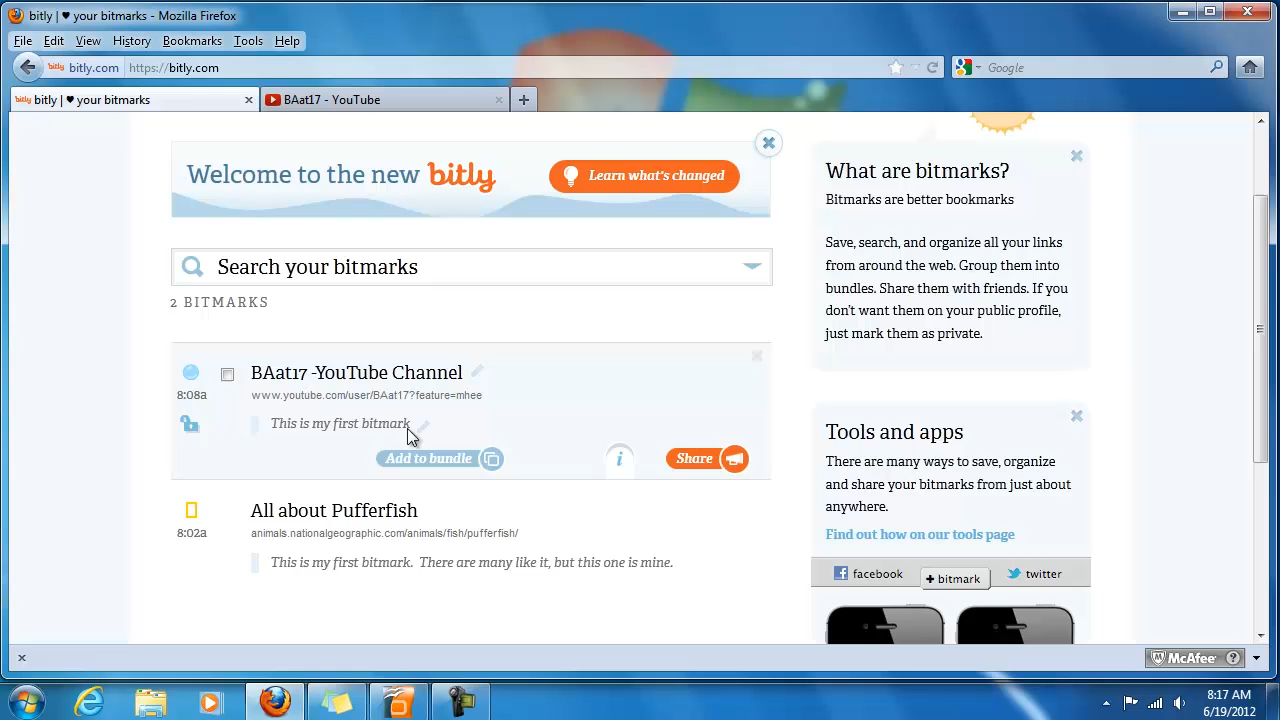 bitly | ♥ your bitmarks - Mozilla Firefox
File Edit View History Bookmarks Tools Help
bitly bitly.com https://bitly.com Google
bitly bitly | ♥ your bitmarks BAat17 - YouTube
Welcome to the new bitly Learn what's changed
Search your bitmarks
2 BITMARKS
BAat17 -YouTube Channel
8:08a www.youtube.com/user/BAat17?feature=mhee
This is my first bitmark
Add to bundle i Share
All about Pufferfish
8:02a animals.nationalgeographic.com/animals/fish/pufferfish/
This is my first bitmark. There are many like it, but this one is mine.
What are bitmarks?
Bitmarks are better bookmarks
Save, search, and organize all your links
from around the web. Group them into
bundles. Share them with friends. If you
don't want them on your public profile,
just mark them as private.
Tools and apps
There are many ways to save, organize
and share your bitmarks from just about
anywhere.
Find out how on our tools page
facebook + bitmark twitter
McAfee
8:17 AM
6/19/2012